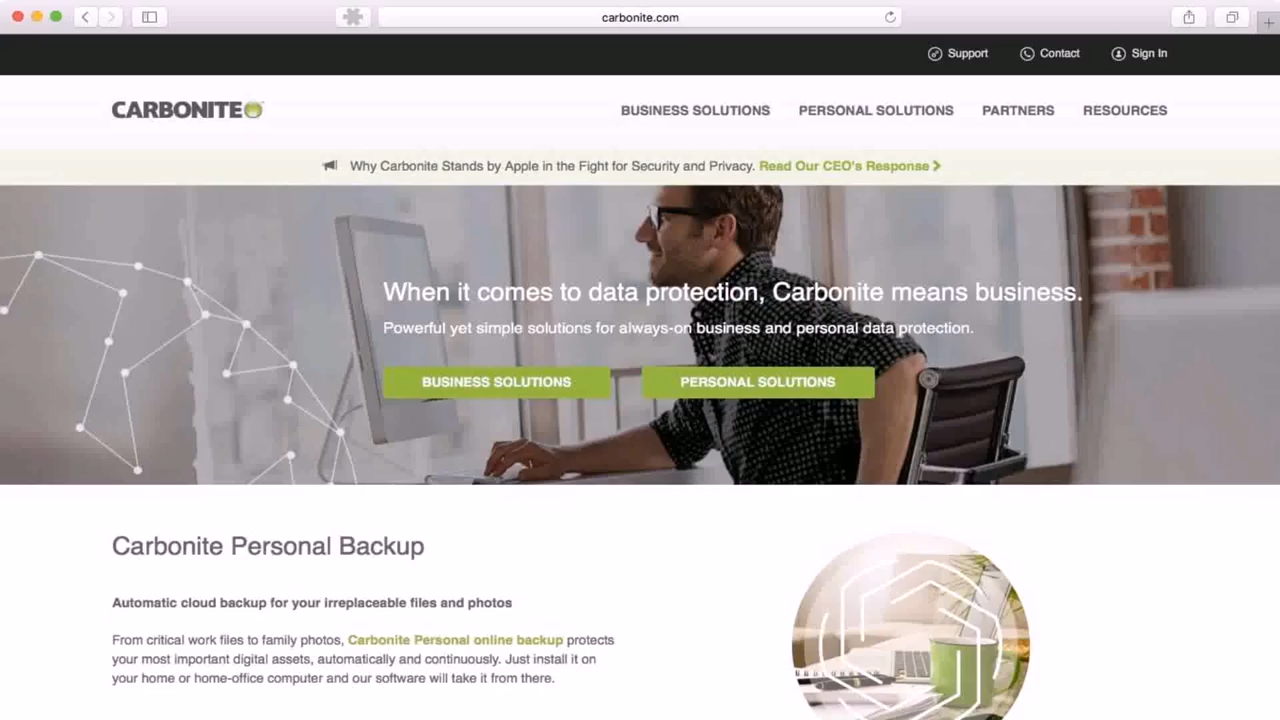 carbonite.com
Support Contact Sign In
CARBONITE
BUSINESS SOLUTIONS PERSONAL SOLUTIONS PARTNERS RESOURCES
Why Carbonite Stands by Apple in the Fight for Security and Privacy. Read Our CEO's Response
When it comes to data protection, Carbonite means business.
Powerful yet simple solutions for always-on business and personal data protection.
BUSINESS SOLUTIONS PERSONAL SOLUTIONS
Carbonite Personal Backup
Automatic cloud backup for your irreplaceable files and photos
From critical work files to family photos, Carbonite Personal online backup protects
your most important digital assets, automatically and continuously. Just install it on
your home or home-office computer and our software will take it from there.